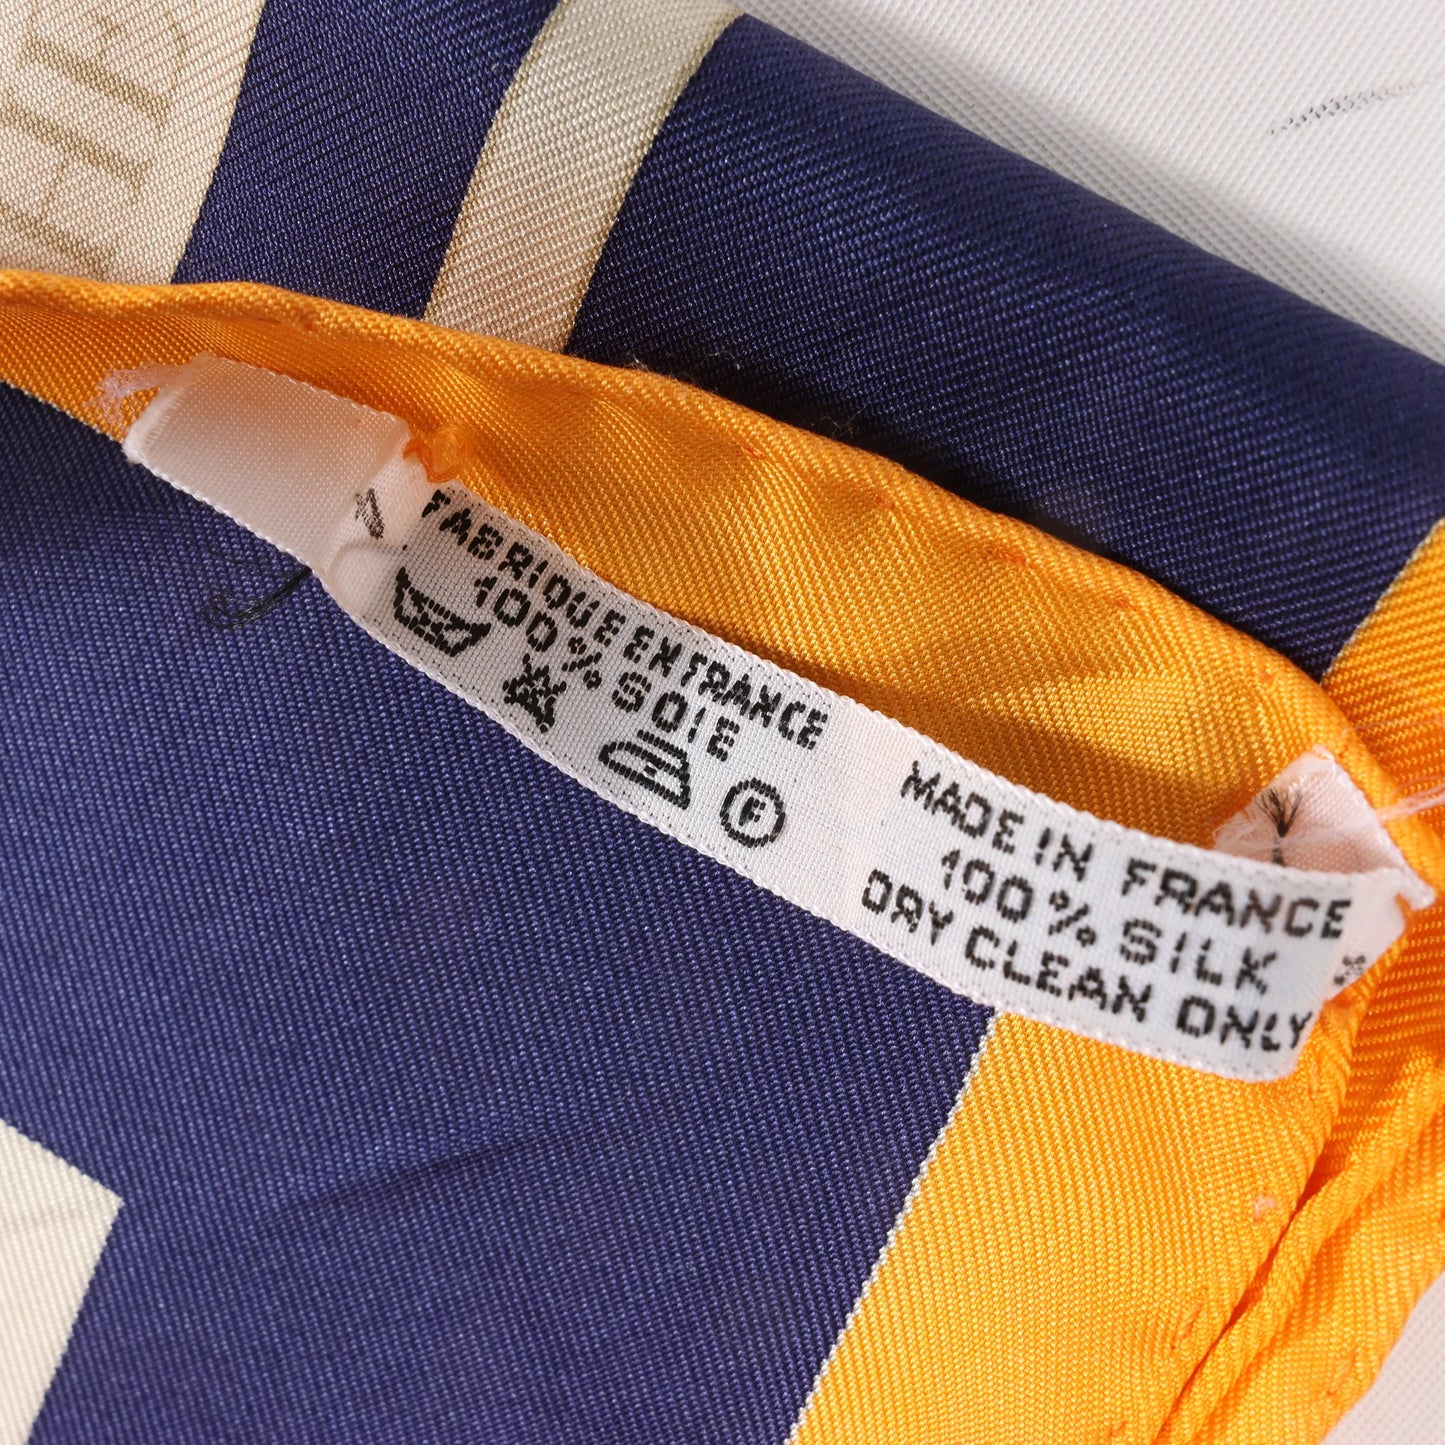 FABRIQUE EN FRANCE
100% SOIE
F
MADE IN FRANCE
100% SILK
DRY CLEAN ONLY